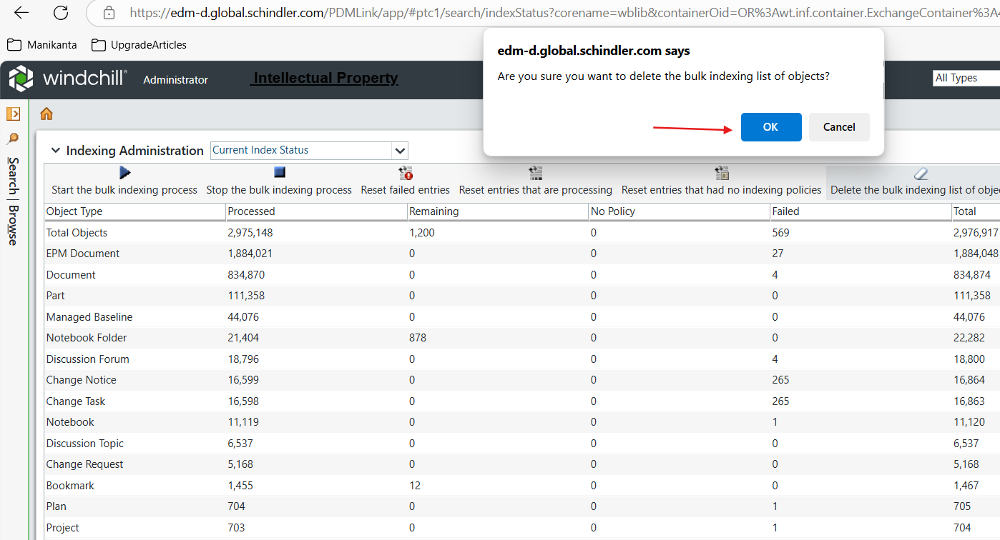 https://edm-d.global.schindler.com/PDMLink/app/#ptc1/search/indexStatus?corename=wblib&containerOid=OR%3Awt.inf.container.ExchangeContainer%3A
Manikanta UpgradeArticles
edm-d.global.schindler.com says
Are you sure you want to delete the bulk indexing list of objects?
OK Cancel
windchill® Administrator Intellectual Property All Types
Search | Browse
Indexing Administration Current Index Status
Start the bulk indexing process Stop the bulk indexing process Reset failed entries Reset entries that are processing Reset entries that had no indexing policies Delete the bulk indexing list of obje
Object Type Processed Remaining No Policy Failed Total
Total Objects 2,975,148 1,200 0 569 2,976,917
EPM Document 1,884,021 0 0 27 1,884,048
Document 834,870 0 0 4 834,874
Part 111,358 0 0 0 111,358
Managed Baseline 44,076 0 0 0 44,076
Notebook Folder 21,404 878 0 0 22,282
Discussion Forum 18,796 0 0 4 18,800
Change Notice 16,599 0 0 265 16,864
Change Task 16,598 0 0 265 16,863
Notebook 11,119 0 0 1 11,120
Discussion Topic 6,537 0 0 0 6,537
Change Request 5,168 0 0 0 5,168
Bookmark 1,455 12 0 0 1,467
Plan 704 0 0 1 705
Project 703 0 0 1 704